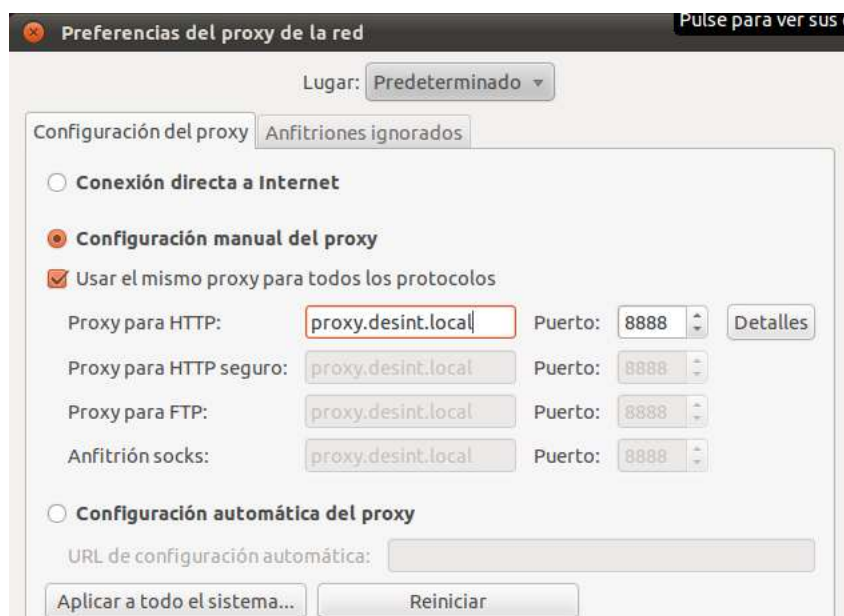 Preferencias del proxy de la red
Pulse para ver sus
Lugar: Predeterminado
Configuración del proxy Anfitriones ignorados
Conexión directa a Internet
Configuración manual del proxy
Usar el mismo proxy para todos los protocolos
Proxy para HTTP: proxy.desint.local Puerto: 8888 Detalles
Proxy para HTTP seguro: proxy.desint.local Puerto: 8888
Proxy para FTP: proxy.desint.local Puerto: 8888
Anfitrión socks: proxy.desint.local Puerto: 8888
Configuración automática del proxy
URL de configuración automática:
Aplicar a todo el sistema... Reiniciar